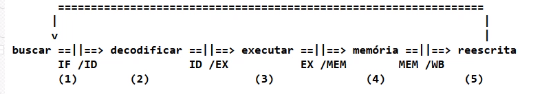 ==================================================================
| |
v |
buscar ==||==> decodificar ==||==> executar ==||==> memória ==||==> reescrita
IF /ID ID /EX EX /MEM MEM /WB
(1) (2) (3) (4) (5)